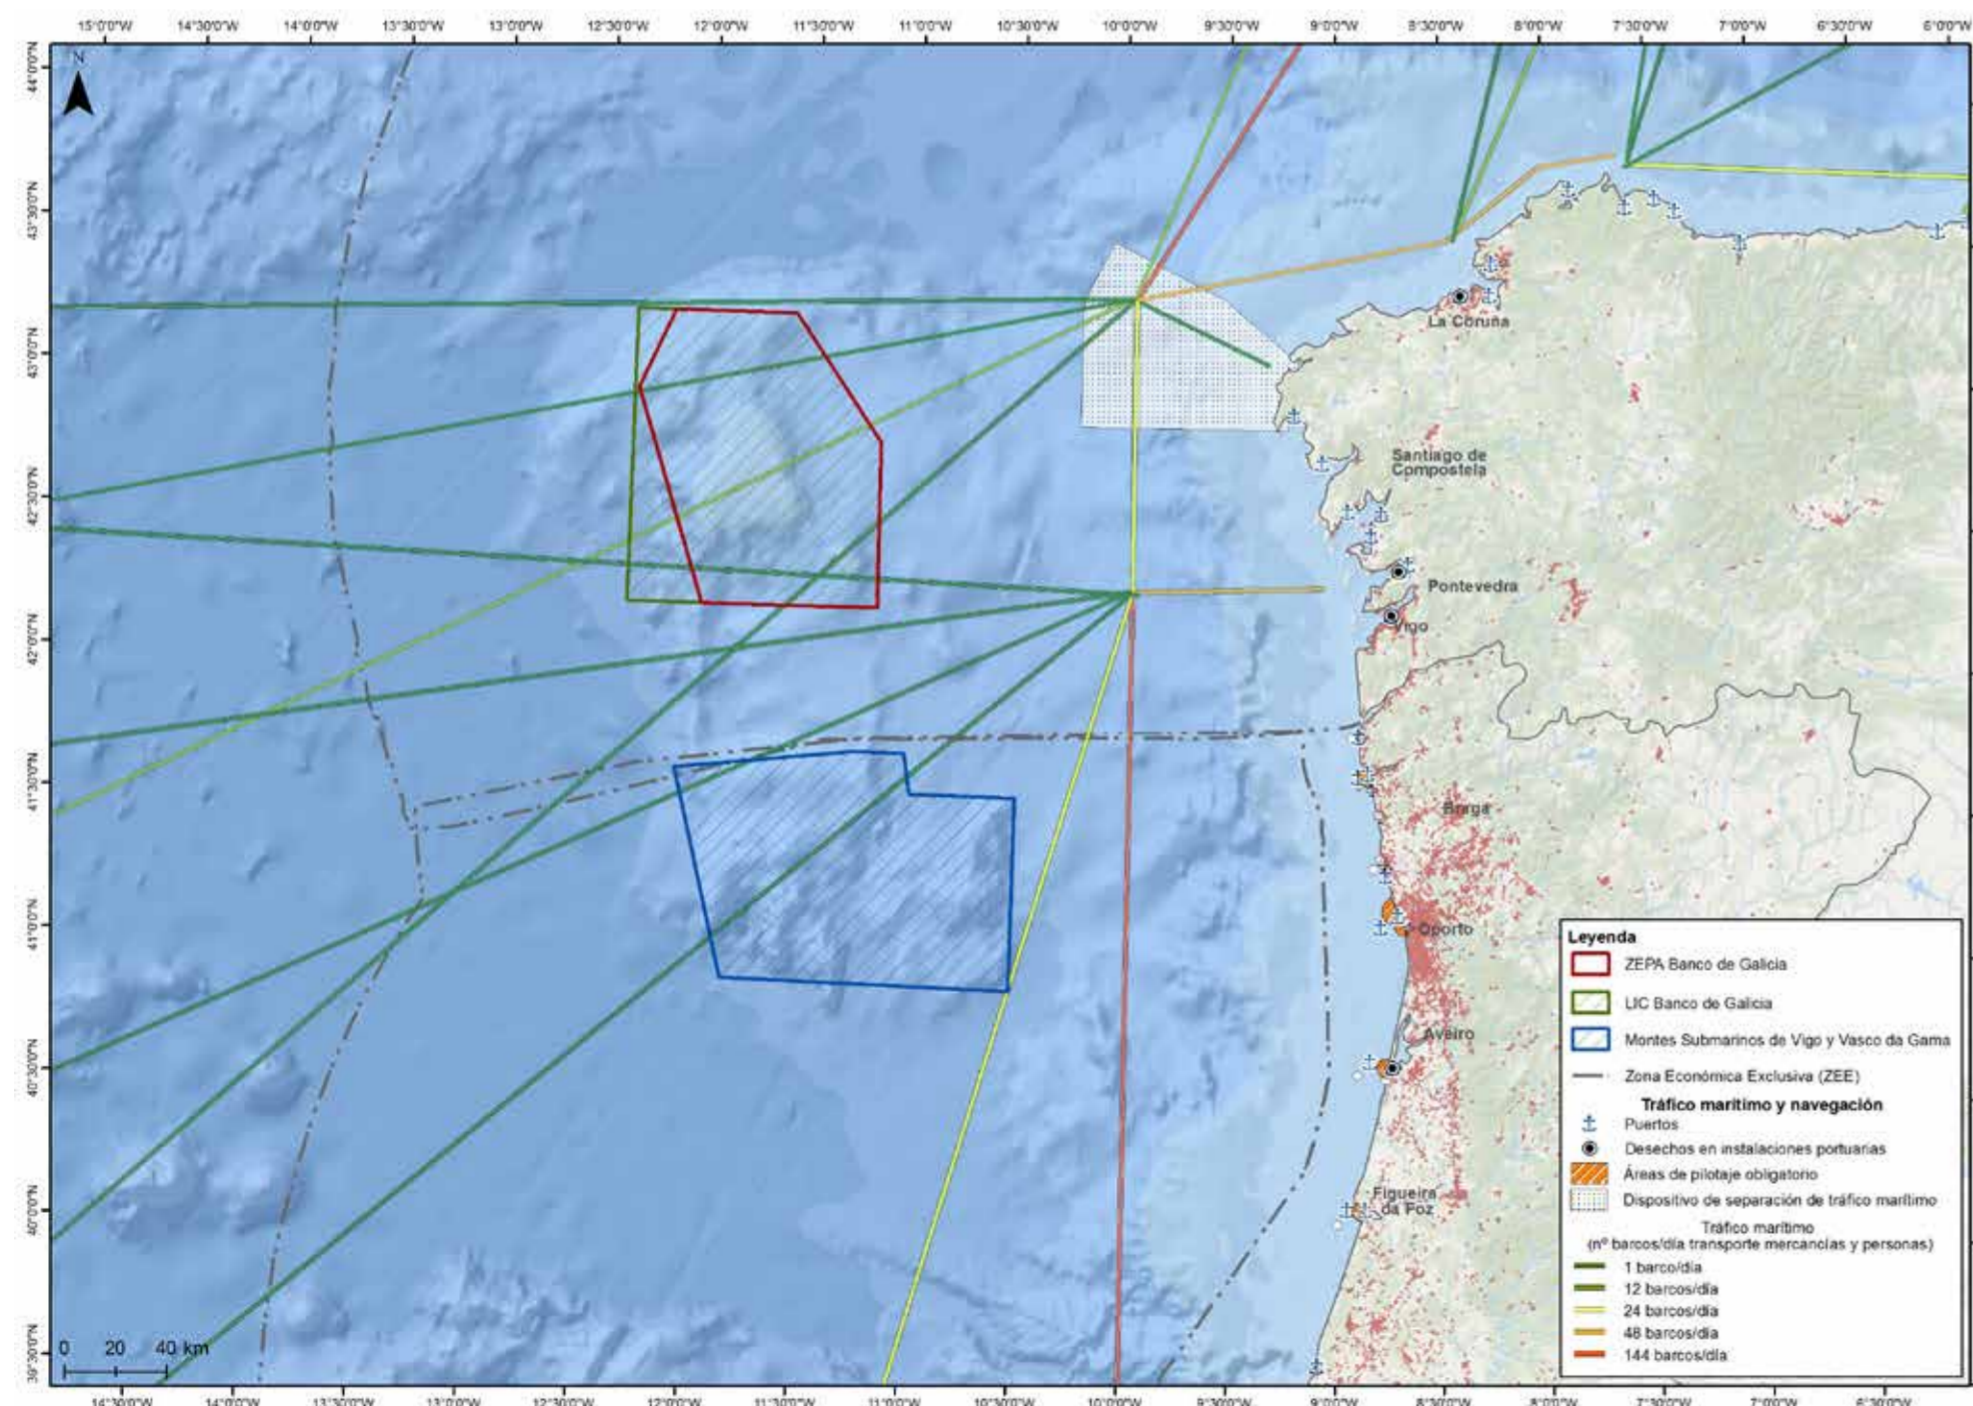 15°0'0"W 14°30'0"W 14°0'0"W 13°30'0"W 13°0'0"W 12°30'0"W 12°0'0"W 11°30'0"W 11°0'0"W 10°30'0"W 10°0'0"W 9°30'0"W 9°0'0"W 8°30'0"W 8°0'0"W 7°30'0"W 7°0'0"W 6°30'0"W 6°0'0"W
N
44°0'0"N
43°30'0"N
43°0'0"N
42°30'0"N
42°0'0"N
41°30'0"N
41°0'0"N
40°30'0"N
40°0'0"N
39°30'0"N
La Coruña
Santiago de
Compostela
Pontevedra
Vigo
Braga
Oporto
Aveiro
Figueira
da Foz
Leyenda
ZEPA Banco de Galicia
LIC Banco de Galicia
Montes Submarinos de Vigo y Vasco da Gama
Zona Económica Exclusiva (ZEE)
Tráfico marítimo y navegación
Puertos
Desechos en instalaciones portuarias
Áreas de pilotaje obligatorio
Dispositivo de separación de tráfico marítimo
Tráfico marítimo
(nº barcos/día transporte mercancías y personas)
1 barco/día
12 barcos/día
24 barcos/día
48 barcos/día
144 barcos/día
0 20 40 km
14°30'0"W 14°0'0"W 13°30'0"W 13°0'0"W 12°30'0"W 12°0'0"W 11°30'0"W 11°0'0"W 10°30'0"W 10°0'0"W 9°30'0"W 9°0'0"W 8°30'0"W 8°0'0"W 7°30'0"W 7°0'0"W 6°30'0"W